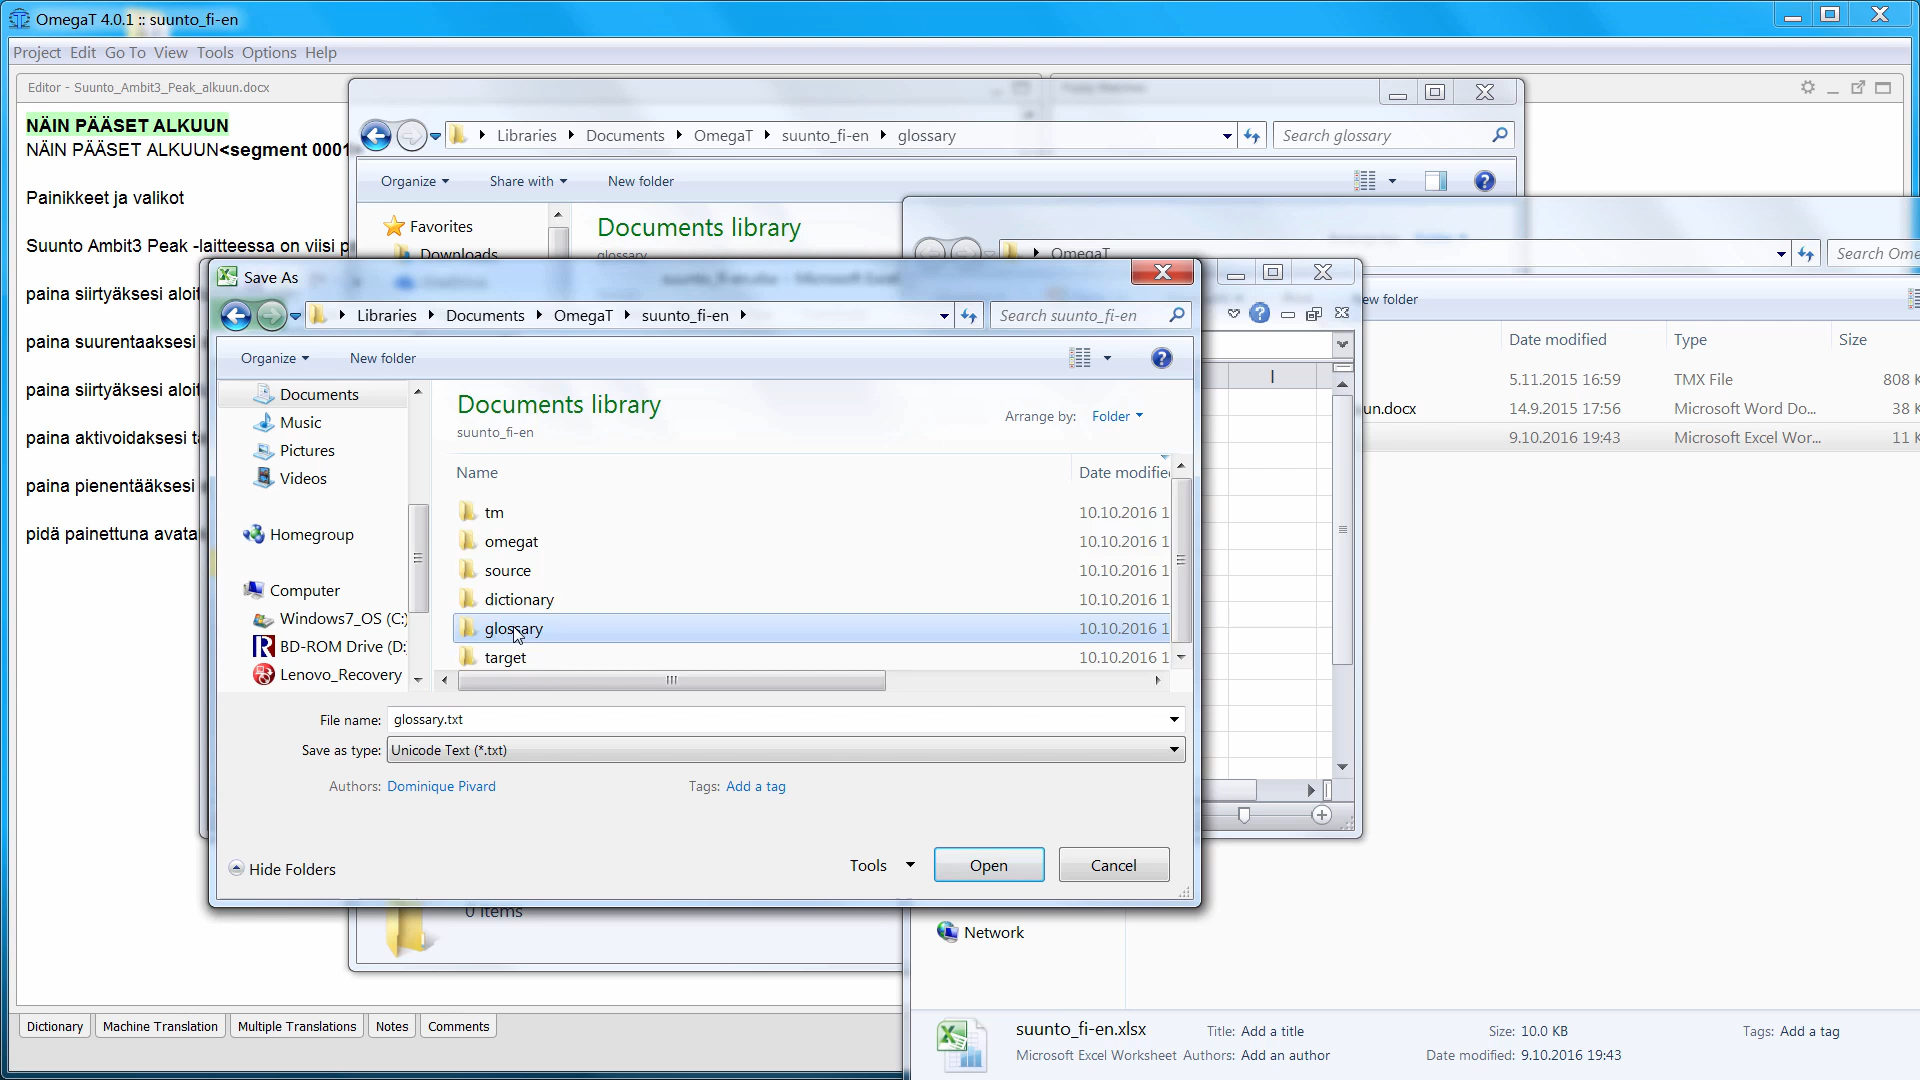 OmegaT 4.0.1 :: suunto_fi-en
Project Edit Go To View Tools Options Help
Editor - Suunto_Ambit3_Peak_alkuun.docx
NÄIN PÄÄSET ALKUUN
NÄIN PÄÄSET ALKUUN<segment 0001
Painikkeet ja valikot
Suunto Ambit3 Peak -laitteessa on viisi p
paina siirtyäksesi aloit
paina suurentaaksesi
paina siirtyäksesi aloit
paina aktivoidaksesi ta
paina pienentääksesi
pidä painettuna avata
Dictionary
Machine Translation
Multiple Translations
Notes
Comments
Libraries Documents OmegaT suunto_fi-en glossary
Search glossary
Organize Share with New folder
Favorites
Downloads
Documents library
glossary
0 items
Save As
Libraries Documents OmegaT suunto_fi-en
Search suunto_fi-en
Organize New folder
Documents
Music
Pictures
Videos
Homegroup
Computer
Windows7_OS (C:)
BD-ROM Drive (D:
Lenovo_Recovery
Documents library
suunto_fi-en
Arrange by: Folder
Name Date modified
tm 10.10.2016 1
omegat 10.10.2016 1
source 10.10.2016 1
dictionary 10.10.2016 1
glossary 10.10.2016 1
target 10.10.2016 1
File name: glossary.txt
Save as type: Unicode Text (*.txt)
Authors: Dominique Pivard Tags: Add a tag
Hide Folders
Tools Open Cancel
I
OmegaT
Search Ome
ew folder
Date modified Type Size
5.11.2015 16:59 TMX File 808 K
un.docx 14.9.2015 17:56 Microsoft Word Do... 38 K
9.10.2016 19:43 Microsoft Excel Wor... 11 K
Network
suunto_fi-en.xlsx Title: Add a title Size: 10.0 KB Tags: Add a tag
Microsoft Excel Worksheet Authors: Add an author Date modified: 9.10.2016 19:43